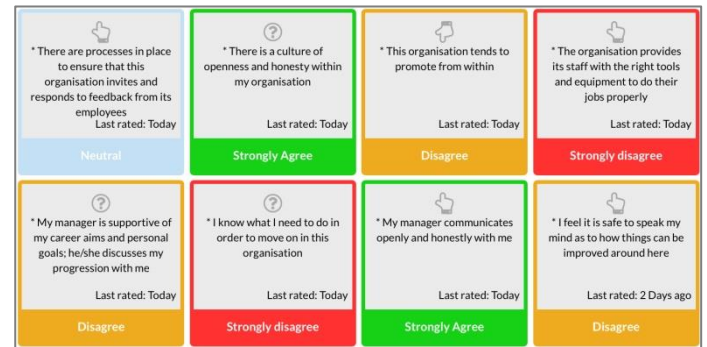 * There are processes in place
to ensure that this
organisation invites and
responds to feedback from its
employees
Last rated: Today
Neutral
* There is a culture of
openness and honesty within
my organisation
Last rated: Today
Strongly Agree
* This organisation tends to
promote from within
Last rated: Today
Disagree
* The organisation provides
its staff with the right tools
and equipment to do their
jobs properly
Last rated: Today
Strongly disagree
* My manager is supportive of
my career aims and personal
goals; he/she discusses my
progression with me
Last rated: Today
Disagree
* I know what I need to do in
order to move on in this
organisation
Last rated: Today
Strongly disagree
* My manager communicates
openly and honestly with me
Last rated: Today
Strongly Agree
* I feel it is safe to speak my
mind as to how things can be
improved around here
Last rated: 2 Days ago
Disagree